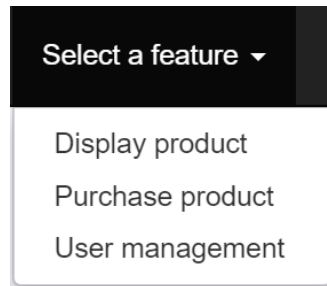 Select a feature
Display product
Purchase product
User management